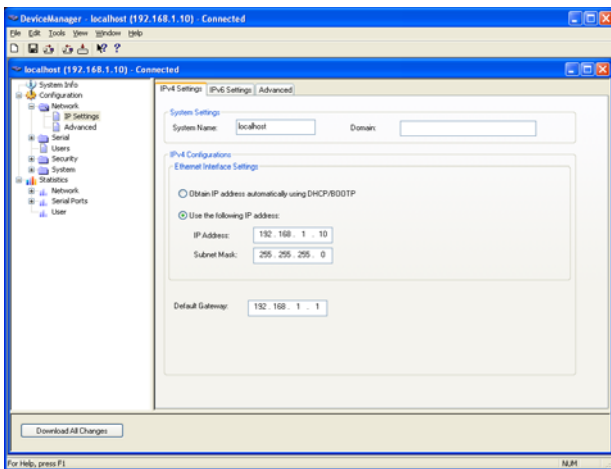 DeviceManager - localhost (192.168.1.10) - Connected
File Edit Tools View Window Help
localhost (192.168.1.10) - Connected
System Info
Configuration
Network
IP Settings
Advanced
Serial
Users
Security
System
Statistics
Network
Serial Ports
User
IPv4 Settings IPv6 Settings Advanced
System Settings
System Name: localhost Domain:
IPv4 Configurations
Ethernet Interface Settings
Obtain IP address automatically using DHCP/BOOTP
Use the following IP address:
IP Address: 192 . 168 . 1 . 10
Subnet Mask: 255 . 255 . 255 . 0
Default Gateway: 192 . 168 . 1 . 1
Download All Changes
For Help, press F1 NUM